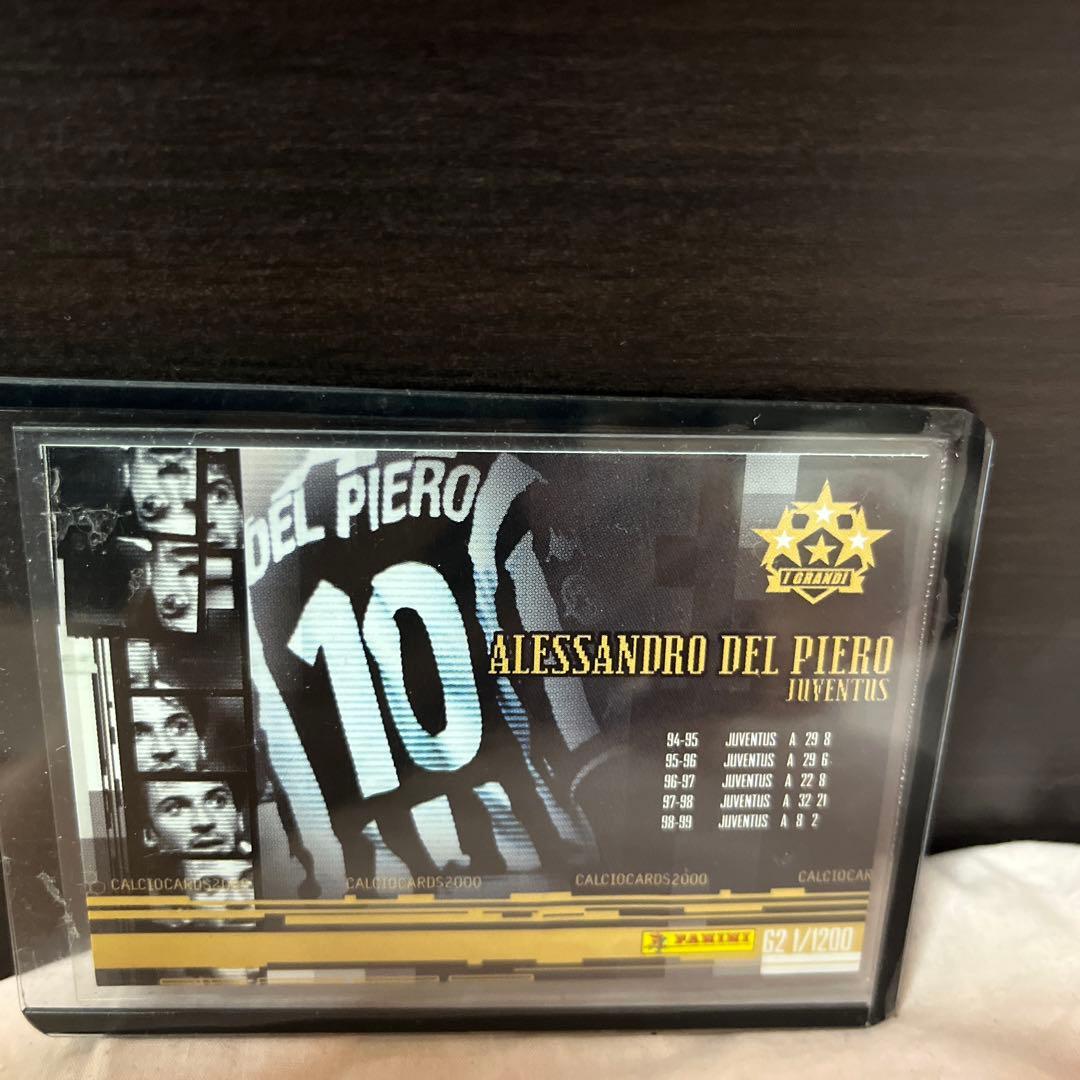 DEL PIERO
10
I GRANDI
ALESSANDRO DEL PIERO
JUVENTUS
94-95 JUVENTUS A 29 8
95-96 JUVENTUS A 29 6
96-97 JUVENTUS A 22 8
97-98 JUVENTUS A 32 21
98-99 JUVENTUS A 8 2
CALCIOCARDS2000 CALCIOCARDS2000 CALCIOCARDS2000 CALCIOCAR
PANINI G2 1/1200